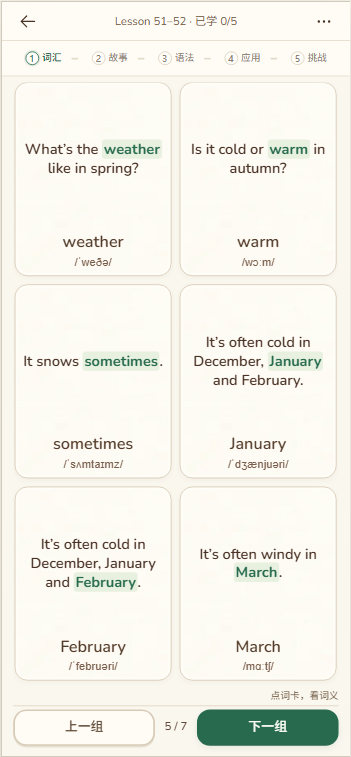 Lesson 51–52 · 已学 0/5
1 词汇 – 2 故事 – 3 语法 – 4 应用 – 5 挑战
What's the weather
like in spring?
weather
/ˈweðə/
Is it cold or warm in
autumn?
warm
/wɔːm/
It snows sometimes.
sometimes
/ˈsʌmtaɪmz/
It's often cold in
December, January
and February.
January
/ˈdʒænjuəri/
It's often cold in
December, January
and February.
February
/ˈfebruəri/
It's often windy in
March.
March
/mɑːtʃ/
点词卡，看词义
上一组
5 / 7
下一组